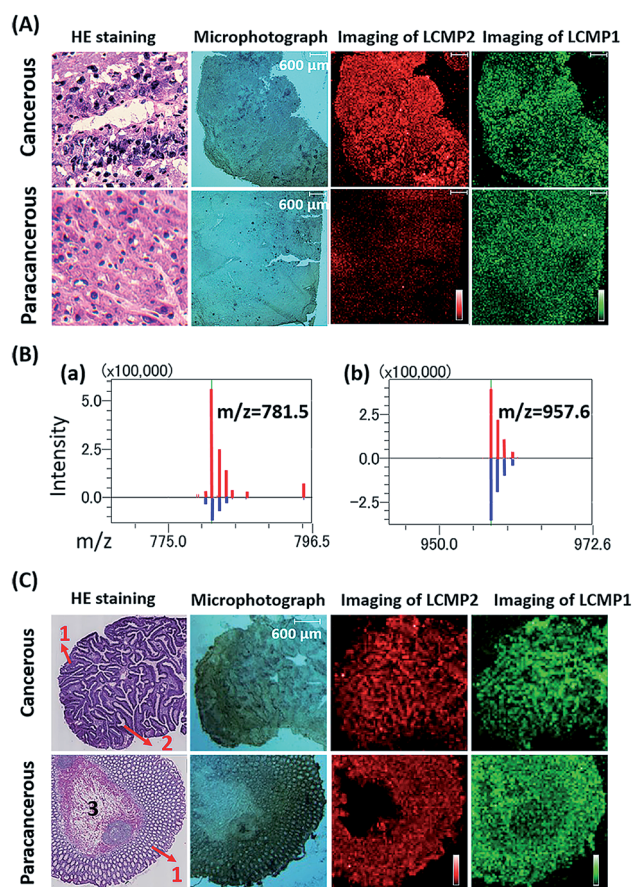 (A)
HE staining Microphotograph Imaging of LCMP2 Imaging of LCMP1
Cancerous
600 µm
Paracancerous
600 µm
(B)
(a) (x100,000)
m/z=781.5
5.0
2.5
0.0
Intensity
m/z
775.0 796.5
(b) (x100,000)
m/z=957.6
2.5
0.0
−2.5
950.0 972.6
(C)
HE staining Microphotograph Imaging of LCMP2 Imaging of LCMP1
Cancerous
1
2
600 µm
Paracancerous
3
1